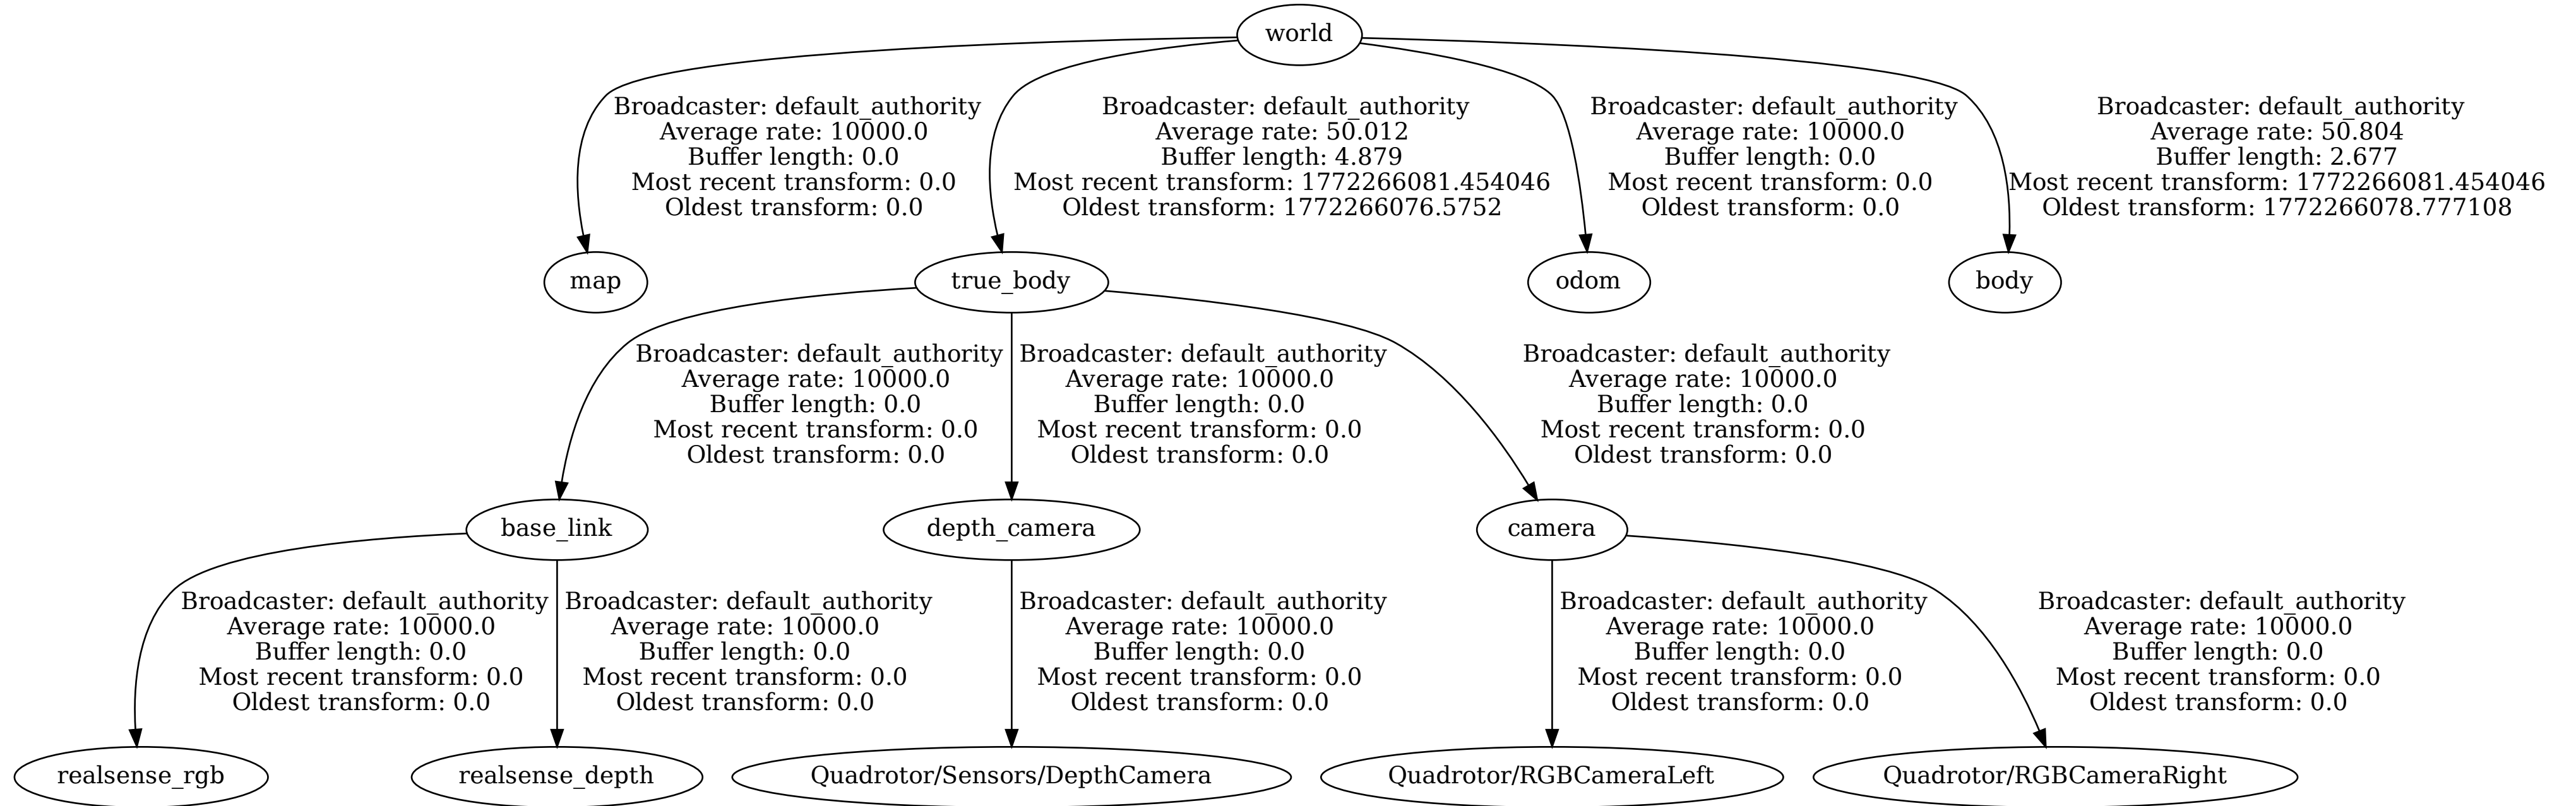 world
Broadcaster: default_authority
Average rate: 10000.0
Buffer length: 0.0
Most recent transform: 0.0
Oldest transform: 0.0
Broadcaster: default_authority
Average rate: 50.012
Buffer length: 4.879
Most recent transform: 1772266081.454046
Oldest transform: 1772266076.5752
Broadcaster: default_authority
Average rate: 10000.0
Buffer length: 0.0
Most recent transform: 0.0
Oldest transform: 0.0
Broadcaster: default_authority
Average rate: 50.804
Buffer length: 2.677
Most recent transform: 1772266081.454046
Oldest transform: 1772266078.777108
map
true_body
odom
body
Broadcaster: default_authority
Average rate: 10000.0
Buffer length: 0.0
Most recent transform: 0.0
Oldest transform: 0.0
Broadcaster: default_authority
Average rate: 10000.0
Buffer length: 0.0
Most recent transform: 0.0
Oldest transform: 0.0
Broadcaster: default_authority
Average rate: 10000.0
Buffer length: 0.0
Most recent transform: 0.0
Oldest transform: 0.0
base_link
depth_camera
camera
Broadcaster: default_authority
Average rate: 10000.0
Buffer length: 0.0
Most recent transform: 0.0
Oldest transform: 0.0
Broadcaster: default_authority
Average rate: 10000.0
Buffer length: 0.0
Most recent transform: 0.0
Oldest transform: 0.0
Broadcaster: default_authority
Average rate: 10000.0
Buffer length: 0.0
Most recent transform: 0.0
Oldest transform: 0.0
Broadcaster: default_authority
Average rate: 10000.0
Buffer length: 0.0
Most recent transform: 0.0
Oldest transform: 0.0
Broadcaster: default_authority
Average rate: 10000.0
Buffer length: 0.0
Most recent transform: 0.0
Oldest transform: 0.0
realsense_rgb
realsense_depth
Quadrotor/Sensors/DepthCamera
Quadrotor/RGBCameraLeft
Quadrotor/RGBCameraRight